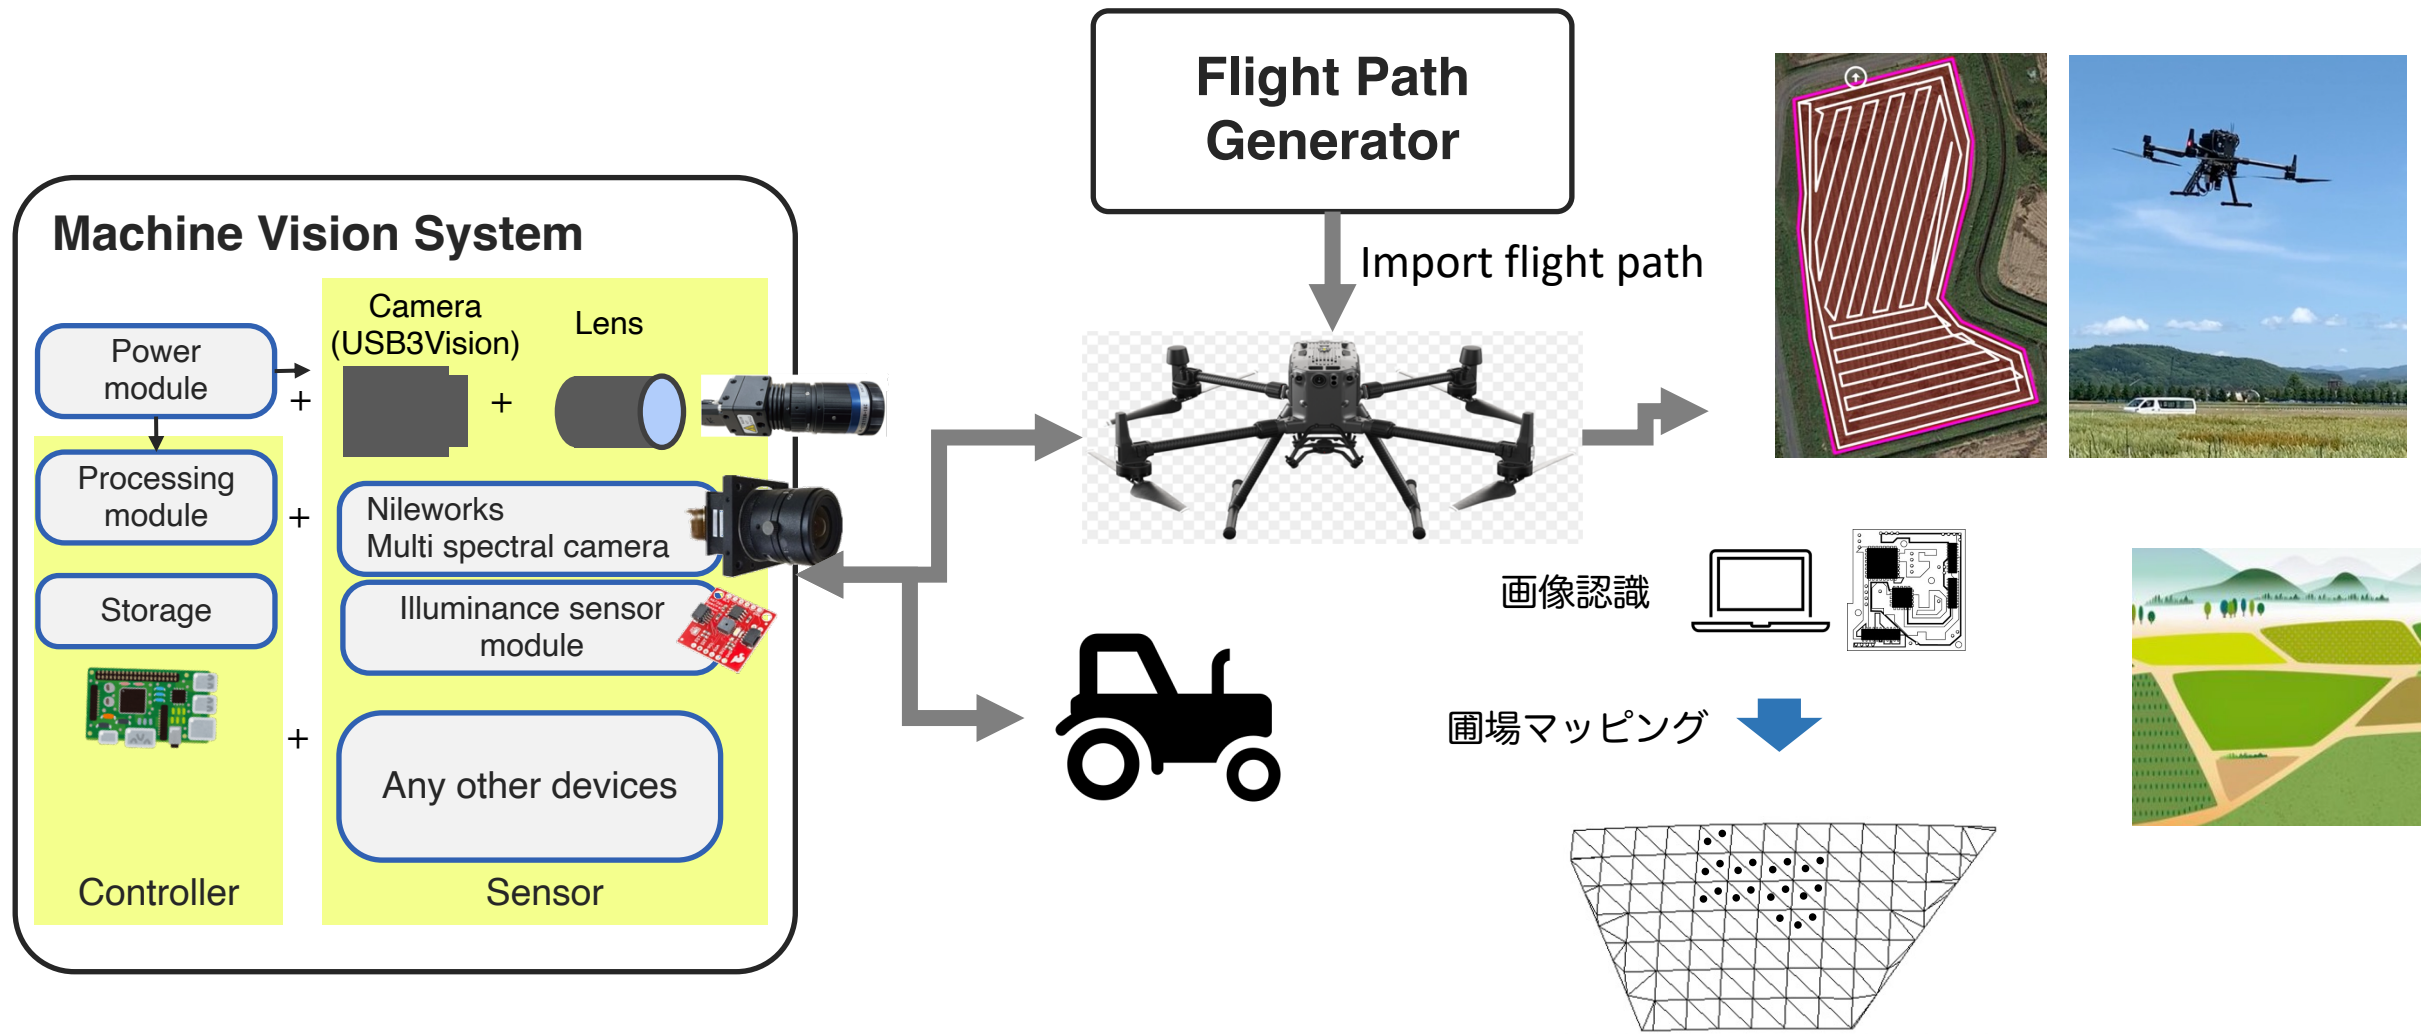 Flight Path
Generator
Import flight path
Machine Vision System
Power
module
Processing
module
Storage
Controller
+
+
+
Camera
(USB3Vision)
+
Lens
Nileworks
Multi spectral camera
Illuminance sensor
module
Any other devices
Sensor
画像認識
圃場マッピング